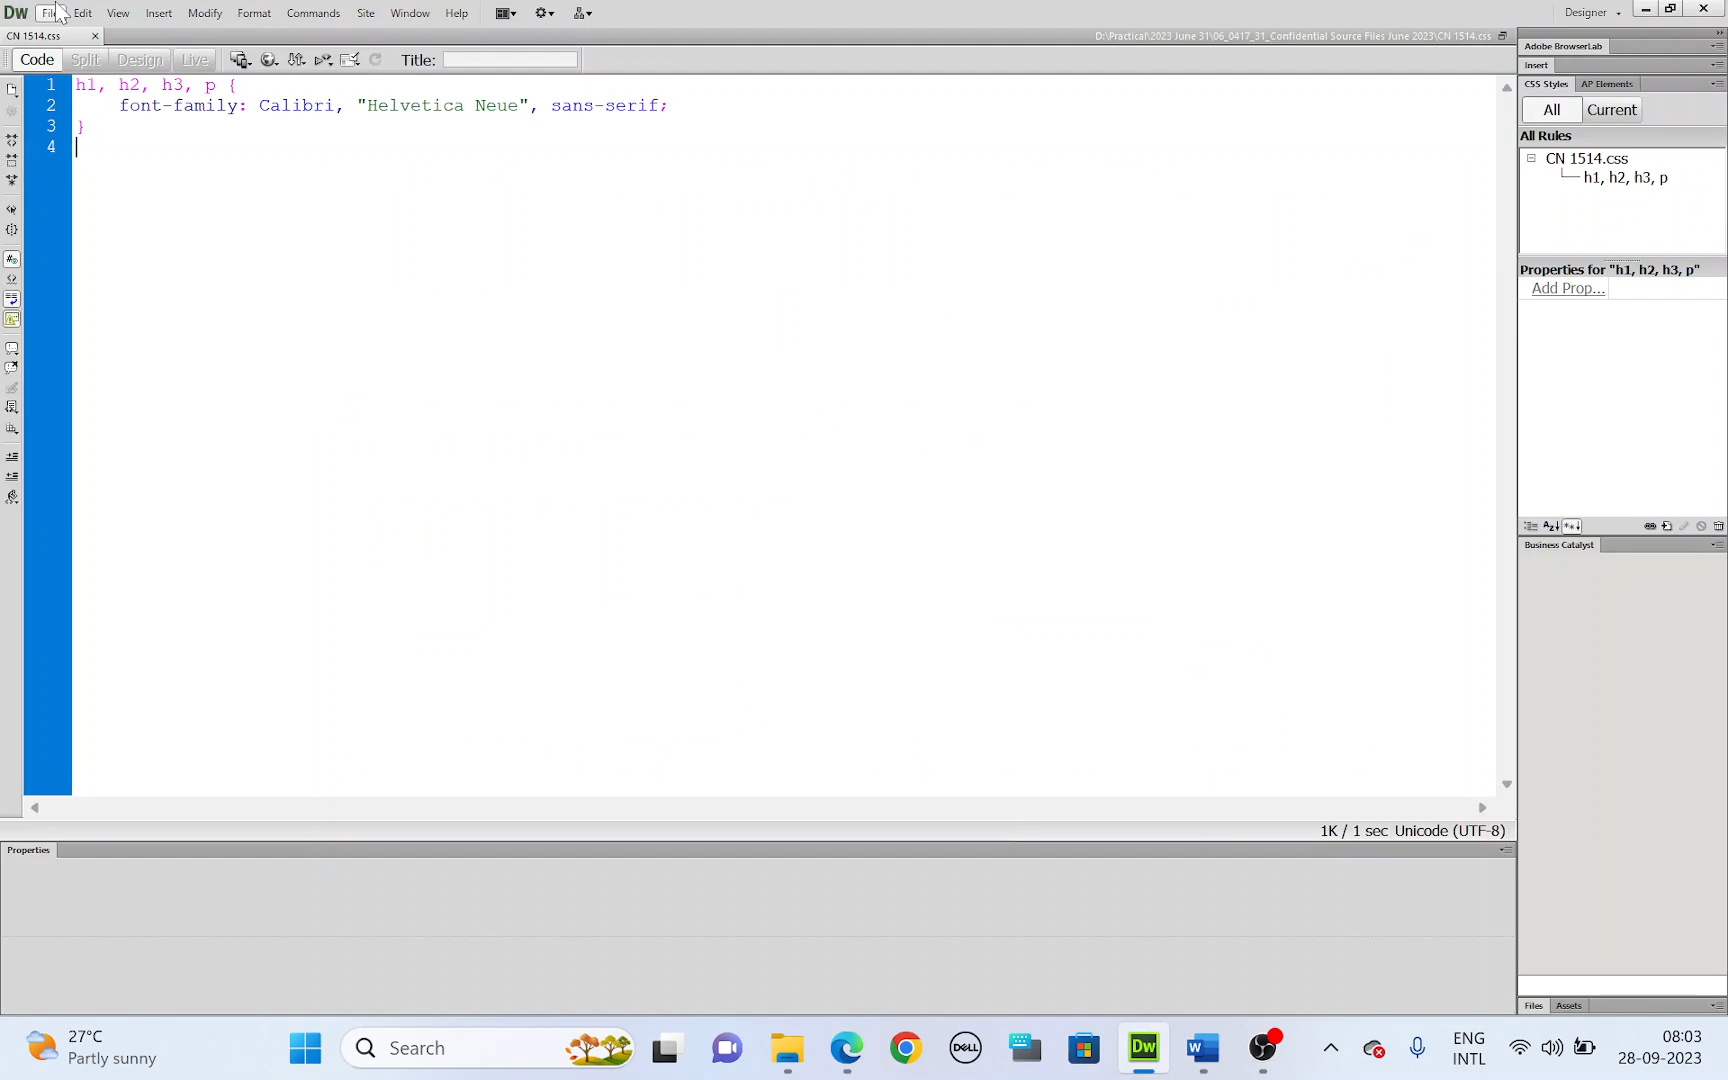 Dw File Edit View Insert Modify Format Commands Site Window Help Designer
CN 1514.css D:\Practical\2023 June 31\06_0417_31_Confidential Source Files June 2023\CN 1514.css
Code Split Design Live Title:
1 h1, h2, h3, p {
2 font-family: Calibri, "Helvetica Neue", sans-serif;
3 }
4
1K / 1 sec Unicode (UTF-8)
Properties
Adobe BrowserLab
Insert
CSS Styles AP Elements
All Current
All Rules
CN 1514.css
h1, h2, h3, p
Properties for "h1, h2, h3, p"
Add Prop...
Business Catalyst
Files Assets
27°C
Partly sunny
Search
DELL
Dw
W
ENG
INTL
08:03
28-09-2023